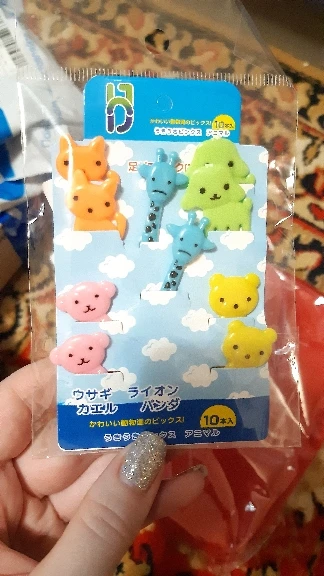 かわいい動物園のピックス! 10本入
うきうきピックス アニマル
ウサギ ライオン
カエル パンダ
かわいい動物園のピックス!
10本入
うきうきピックス アニマル